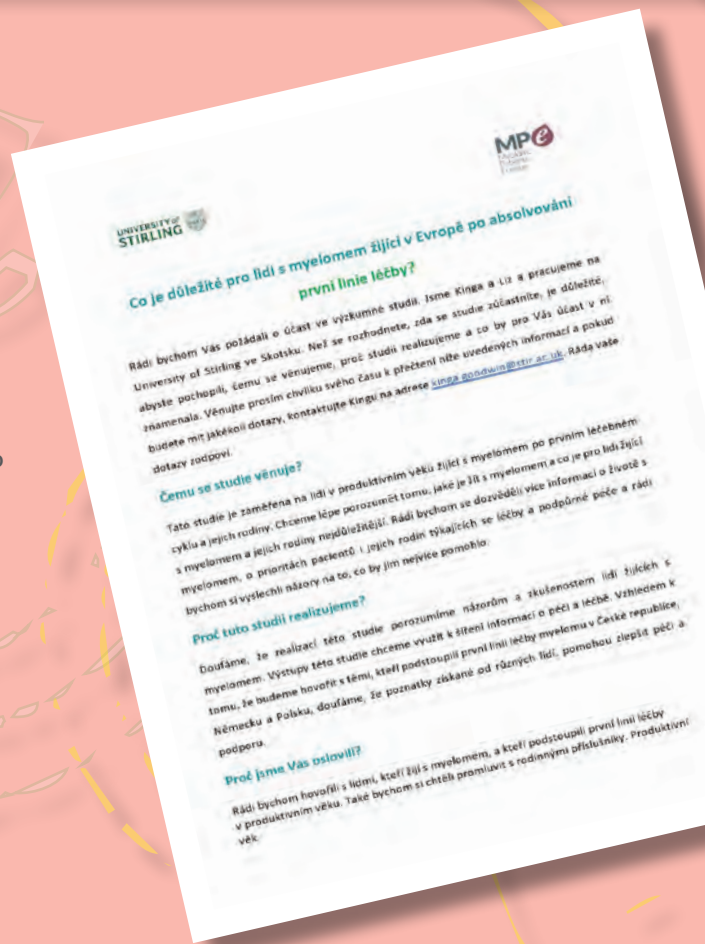 UNIVERSITY of
STIRLING
MPe
Myeloma
Patients
Europe
Co je důležité pro lidi s myelomem žijící v Evropě po absolvování
první linie léčby?
Rádi bychom Vás požádali o účast ve výzkumné studii. Jsme Kinga a Liz a pracujeme na
University of Stirling ve Skotsku. Než se rozhodnete, zda se studie zúčastníte, je důležité,
abyste pochopili, čemu se věnujeme, proč studii realizujeme a co by pro Vás účast v ní
znamenala. Věnujte prosím chvilku svého času k přečtení níže uvedených informací a pokud
budete mít jakékoli dotazy, kontaktujte Kingu na adrese kinga.goodwin@stir.ac.uk. Ráda vaše
dotazy zodpoví.
Čemu se studie věnuje?
Tato studie je zaměřena na lidi v produktivním věku žijící s myelomem po prvním léčebném
cyklu a jejich rodiny. Chceme lépe porozumět tomu, jaké je žít s myelomem a co je pro lidi žijící
s myelomem a jejich rodiny nejdůležitější. Rádi bychom se dozvěděli více informací o životě s
myelomem, o prioritách pacientů i jejich rodin týkajících se léčby a podpůrné péče a rádi
bychom si vyslechli názory na to, co by jim nejvíce pomohlo.
Proč tuto studii realizujeme?
Doufáme, že realizací této studie porozumíme názorům a zkušenostem lidí žijících s
myelomem. Výstupy této studie chceme využít k šíření informací o péči a léčbě. Vzhledem k
tomu, že budeme hovořit s těmi, kteří podstoupili první linii léčby myelomu v České republice,
Německu a Polsku, doufáme, že poznatky získané od různých lidí, pomohou zlepšit péči a
podporu.
Proč jsme Vás oslovili?
Rádi bychom hovořili s lidmi, kteří žijí s myelomem, a kteří podstoupili první linii léčby
v produktivním věku. Také bychom si chtěli promluvit s rodinnými příslušníky. Produktivní
věk